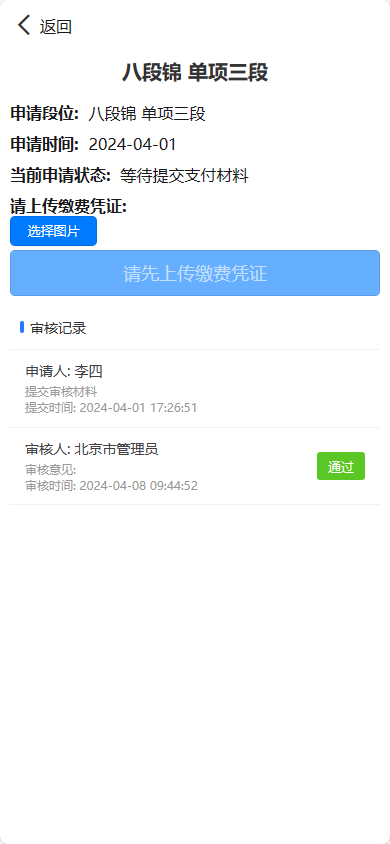 返回
八段锦 单项三段
申请段位: 八段锦 单项三段
申请时间: 2024-04-01
当前申请状态: 等待提交支付材料
请上传缴费凭证:
选择图片
请先上传缴费凭证
审核记录
申请人: 李四
提交审核材料
提交时间: 2024-04-01 17:26:51
审核人: 北京市管理员
审核意见:
审核时间: 2024-04-08 09:44:52
通过